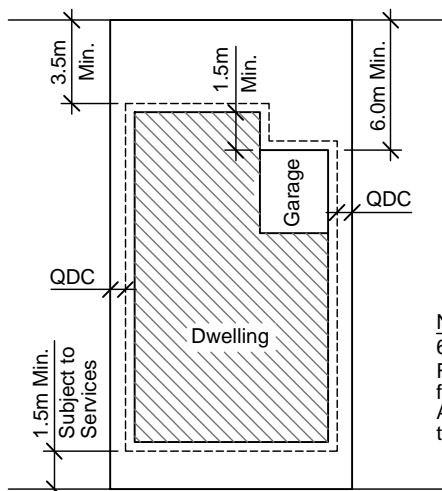 3.5m
Min.
1.5m
Min.
6.0m Min.
Garage
QDC
QDC
Dwelling
1.5m Min.
Subject to
Services
N
6
F
f
A
t